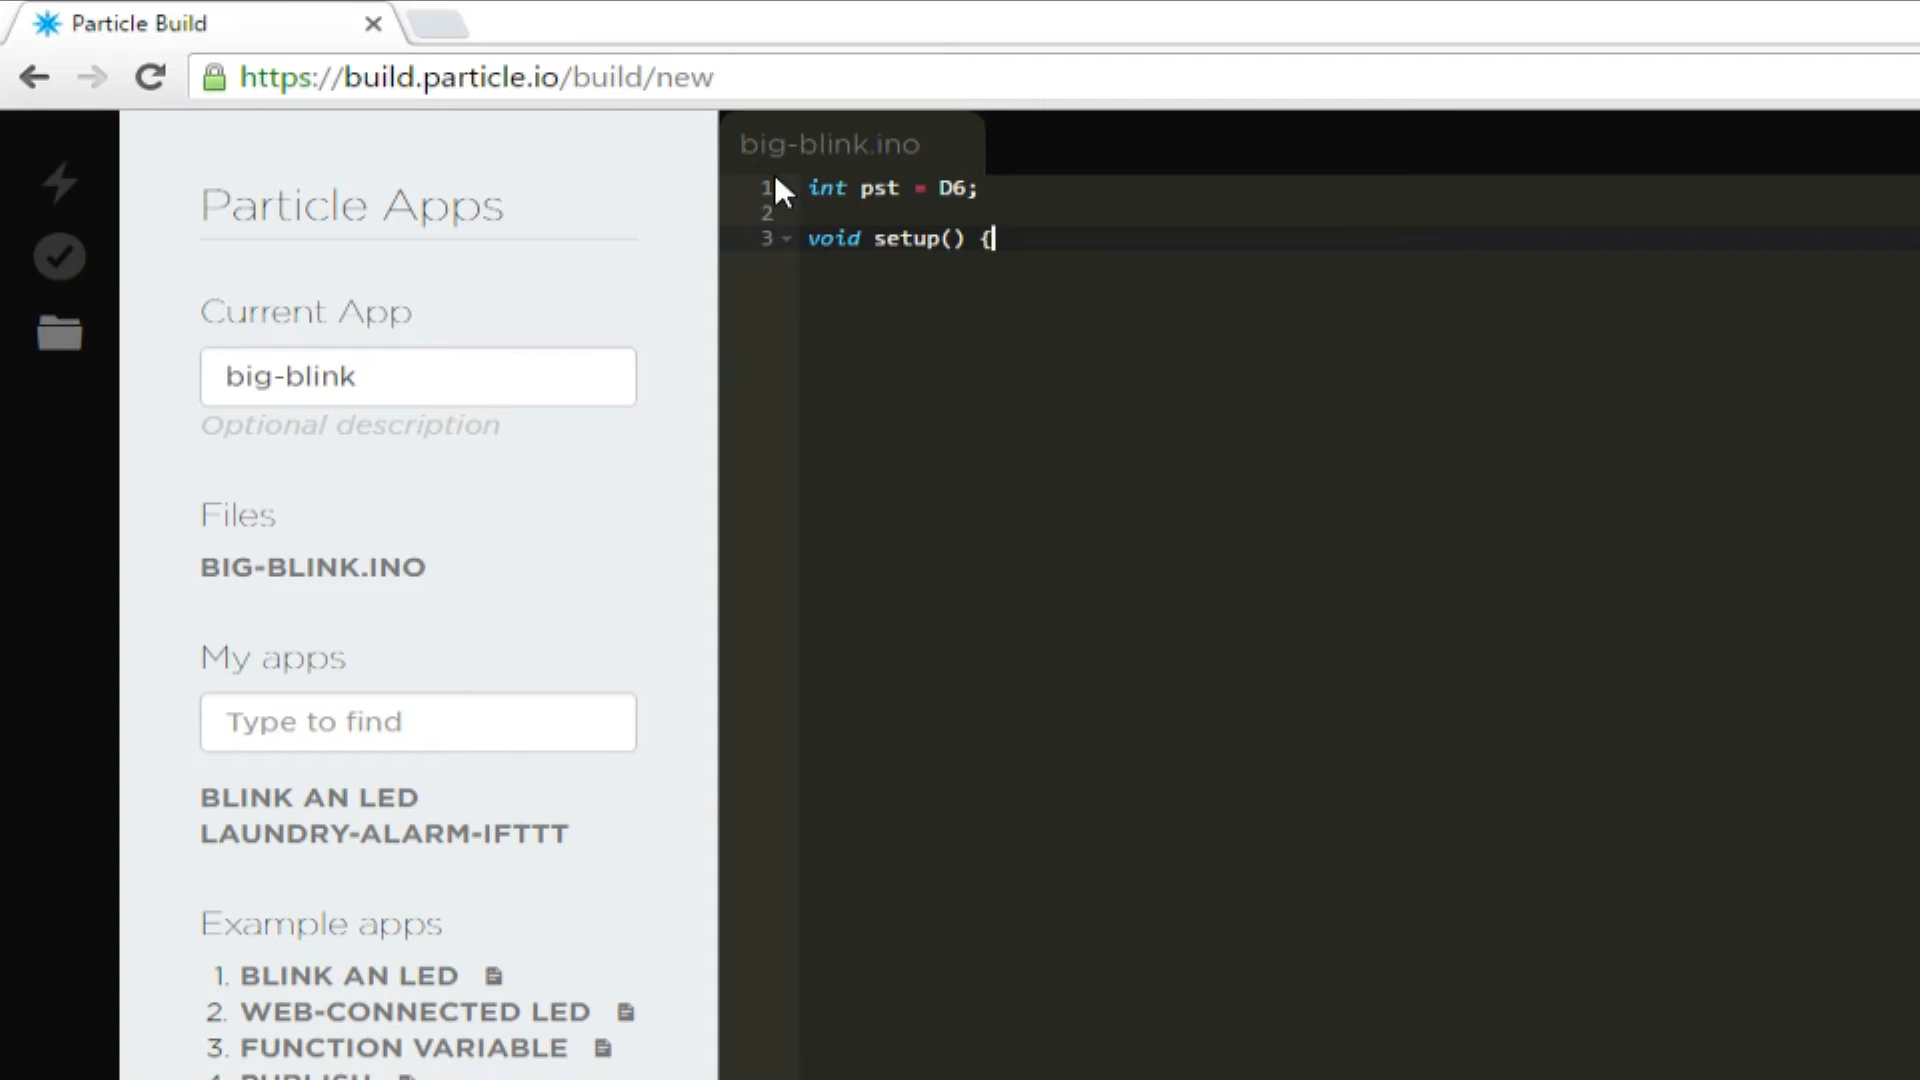 Particle Build
https://build.particle.io/build/new
big-blink.ino
1 int pst = D6;
2
3 void setup() {
Particle Apps
Current App
big-blink
Optional description
Files
BIG-BLINK.INO
My apps
Type to find
BLINK AN LED
LAUNDRY-ALARM-IFTTT
Example apps
1. BLINK AN LED
2. WEB-CONNECTED LED
3. FUNCTION VARIABLE
4. PUBLISH